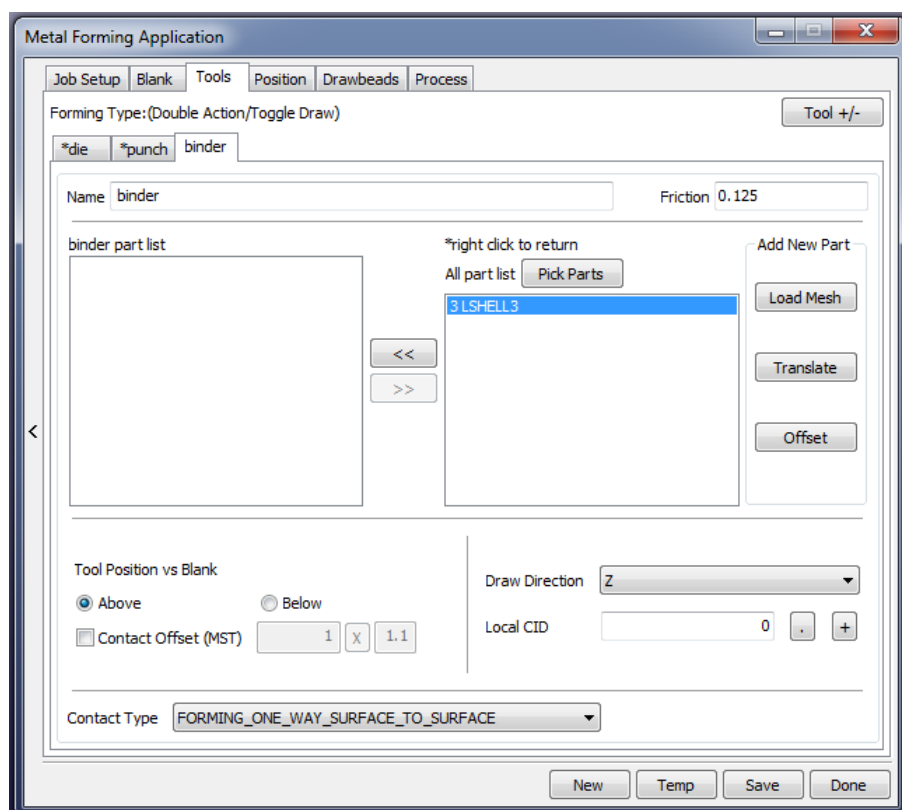 Metal Forming Application
Job Setup Blank Tools Position Drawbeads Process
Forming Type:(Double Action/Toggle Draw) Tool +/-
*die *punch binder
Name binder Friction 0.125
binder part list *right click to return Add New Part
All part list Pick Parts
3 LSHELL3 Load Mesh
<<
Translate
>>
<
Offset
Tool Position vs Blank
Draw Direction Z
Above Below
Contact Offset (MST) 1 X 1.1 Local CID 0 . +
Contact Type FORMING_ONE_WAY_SURFACE_TO_SURFACE
New Temp Save Done